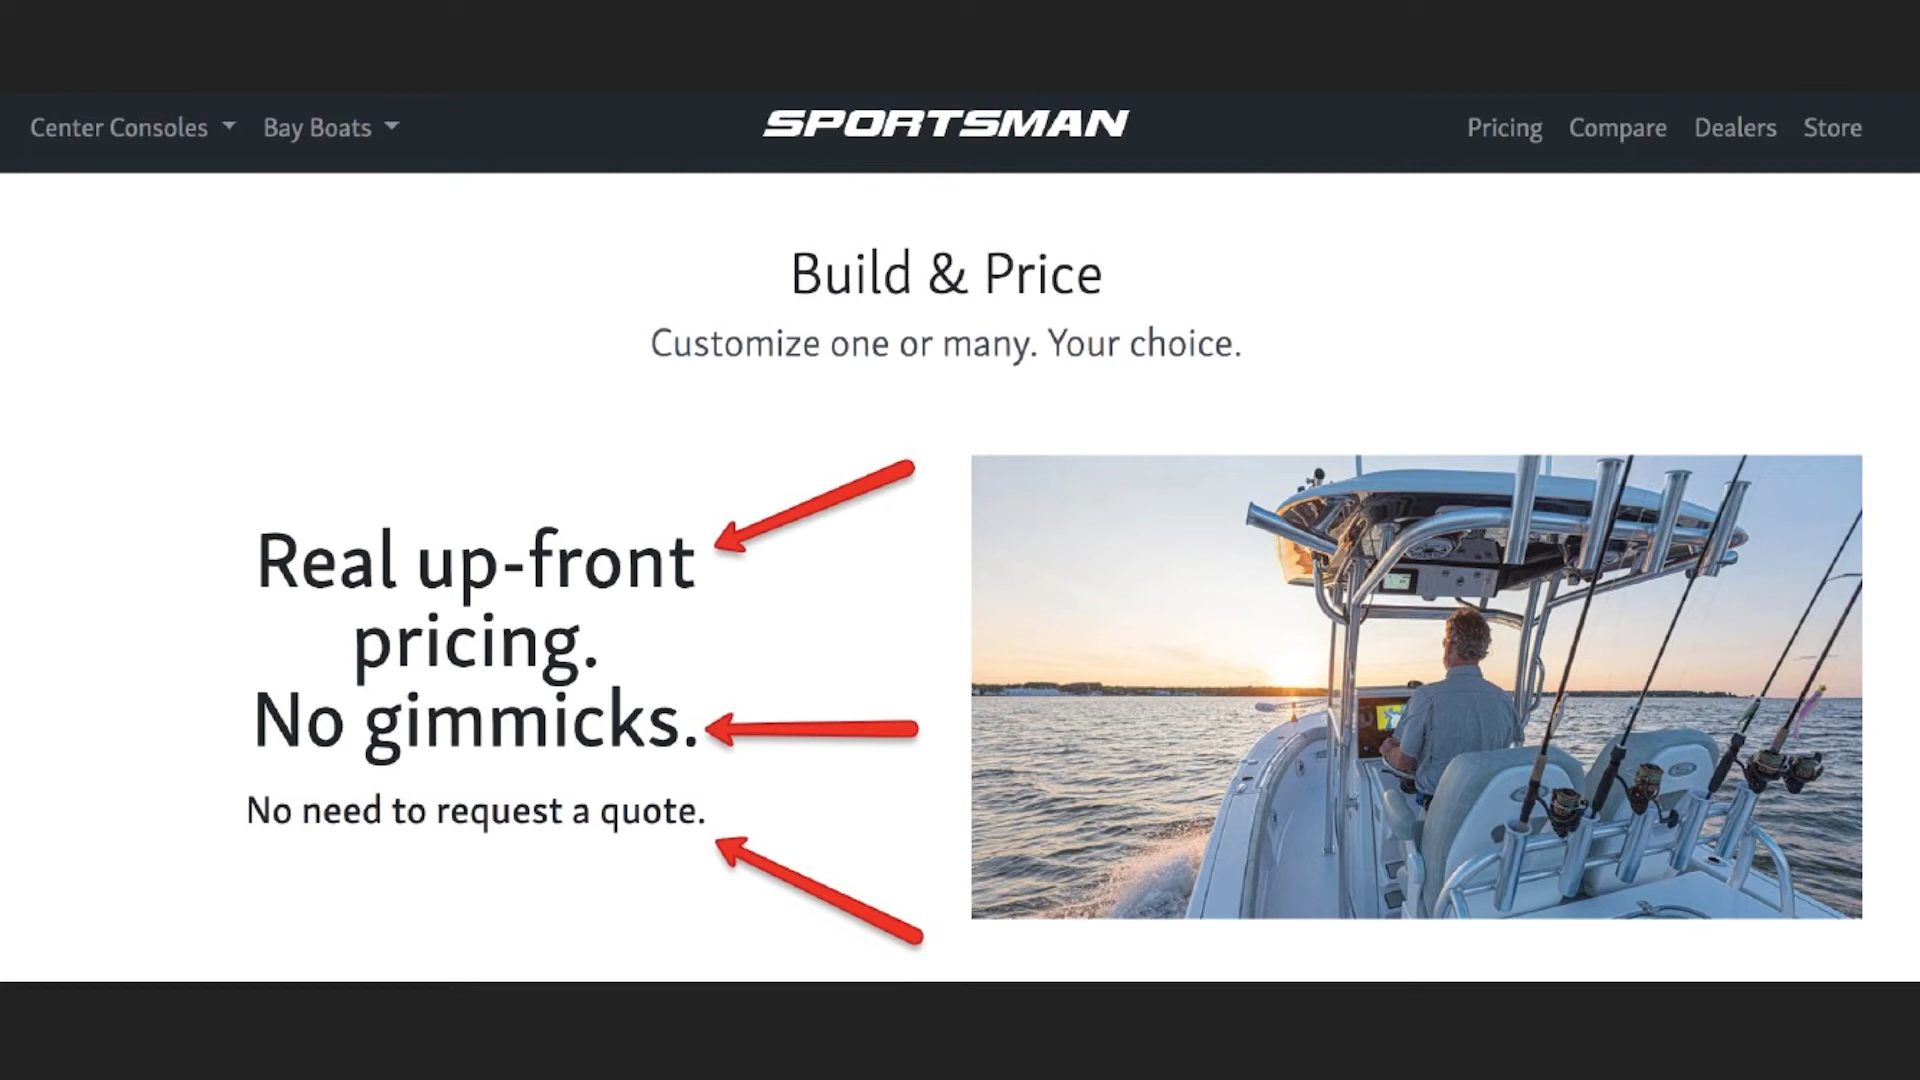 Center Consoles
Bay Boats
SPORTSMAN
Pricing
Compare
Dealers
Store
Build & Price
Customize one or many. Your choice.
Real up-front
pricing.
No gimmicks.
No need to request a quote.